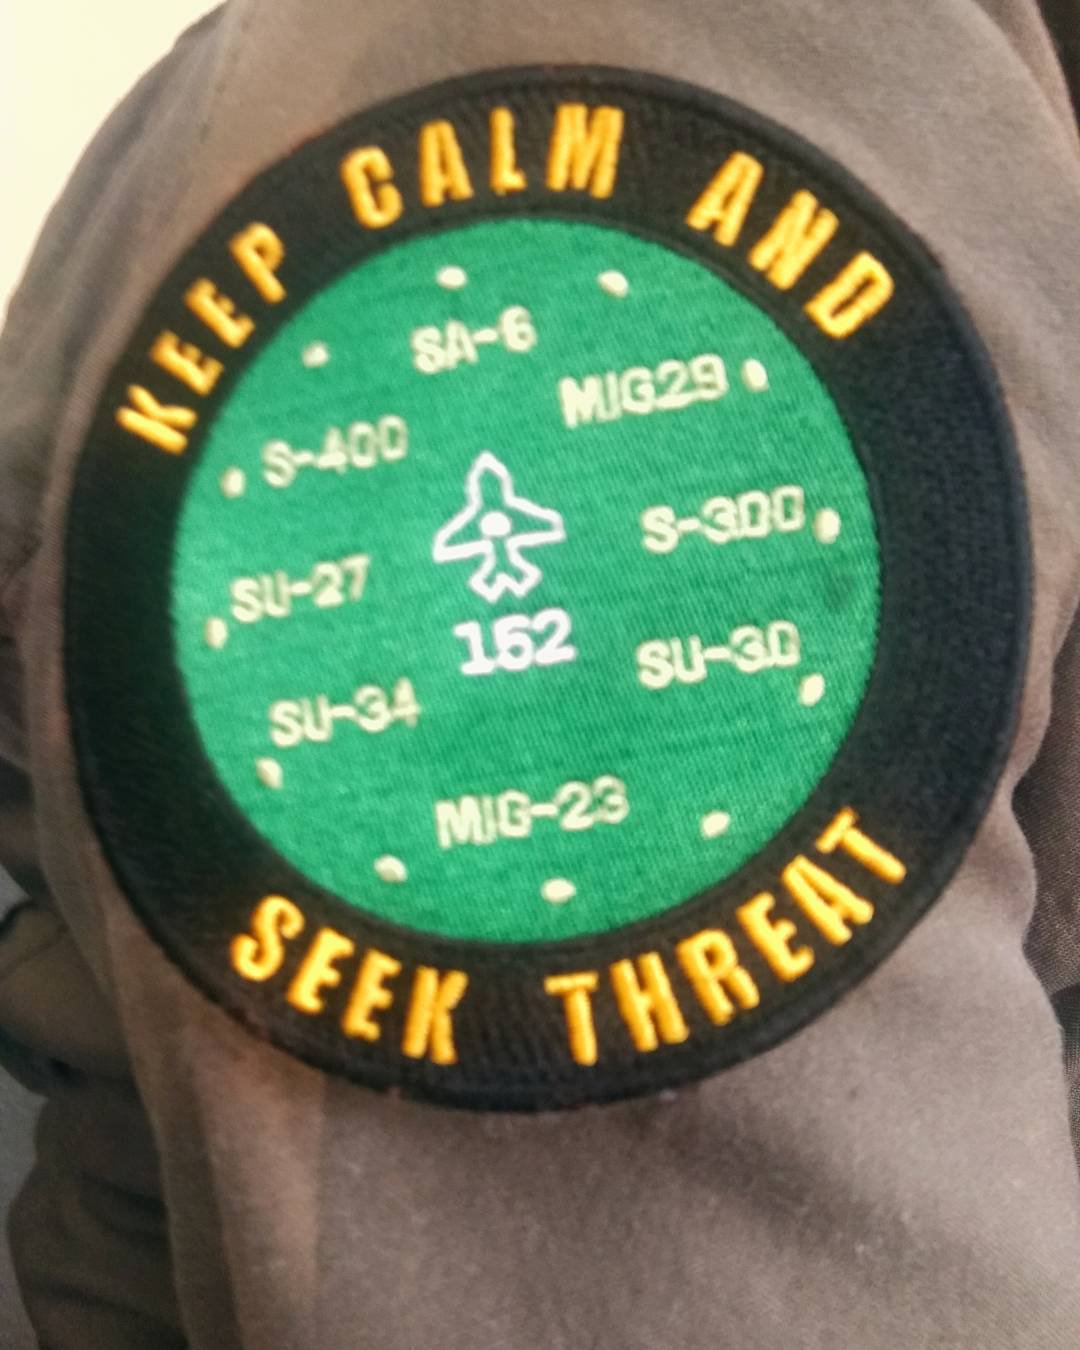 KEEP CALM AND
SA-6
MIG29
S-400
S-300
SU-27
152
SU-30
SU-34
MIG-23
SEEK THREAT